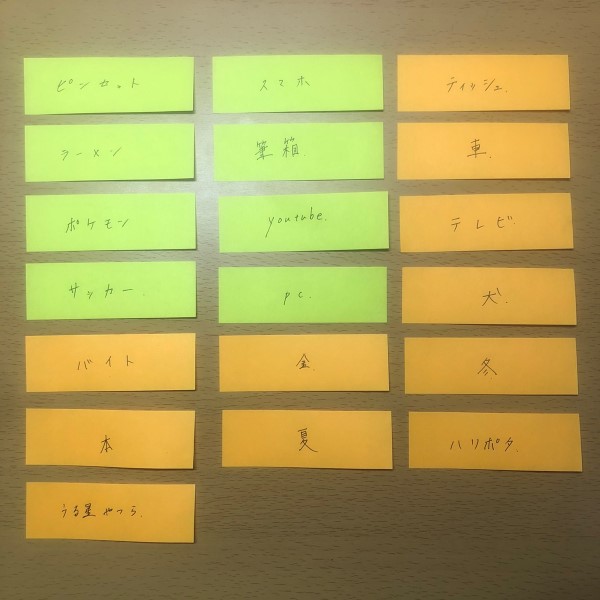 ピンセット
スマホ
ティッシュ.
ラーメン
筆箱.
車.
ポケモン
youtube.
テレビ.
サッカー.
pc.
犬.
バイト
金.
冬
本
夏
ハリポタ.
うる星やつら.